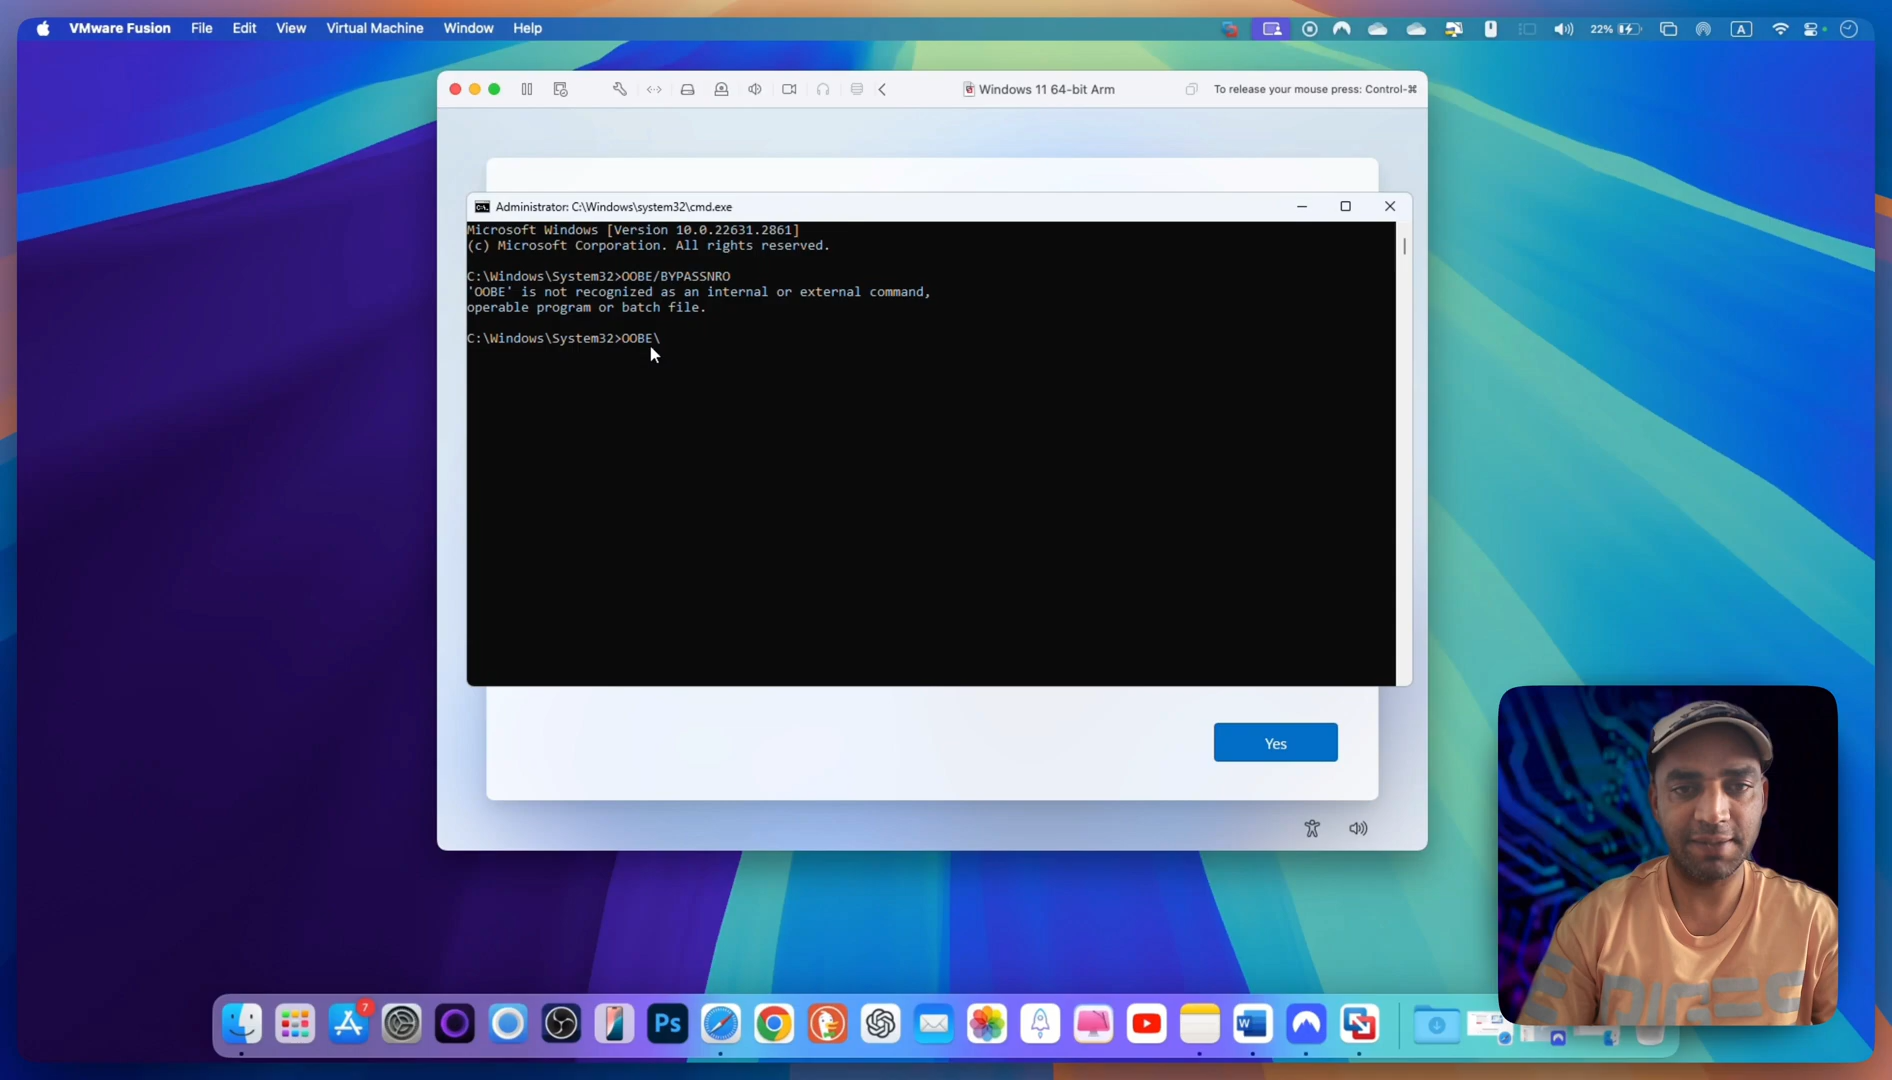 VMware Fusion File Edit View Virtual Machine Window Help
22%
A
Windows 11 64-bit Arm
To release your mouse press: Control-⌘
Administrator: C:\Windows\system32\cmd.exe
Microsoft Windows [Version 10.0.22631.2861]
(c) Microsoft Corporation. All rights reserved.
C:\Windows\System32>OOBE/BYPASSNRO
'OOBE' is not recognized as an internal or external command,
operable program or batch file.
C:\Windows\System32>OOBE\
Yes
7
Ps
W